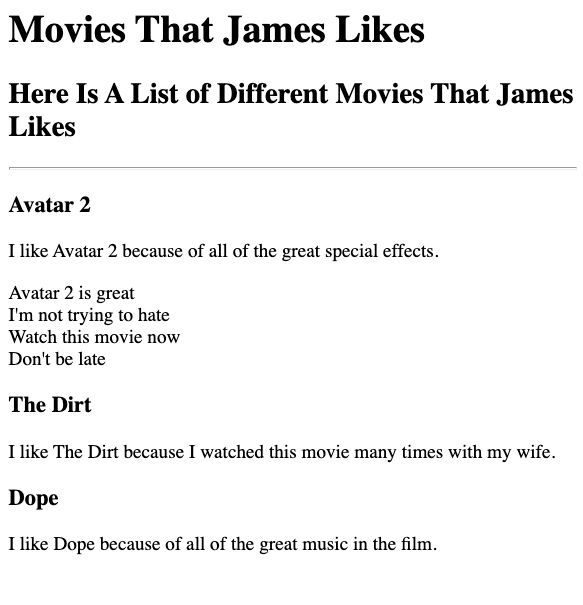 Movies That James Likes
Here Is A List of Different Movies That James
Likes
Avatar 2
I like Avatar 2 because of all of the great special effects.
Avatar 2 is great
I'm not trying to hate
Watch this movie now
Don't be late
The Dirt
I like The Dirt because I watched this movie many times with my wife.
Dope
I like Dope because of all of the great music in the film.